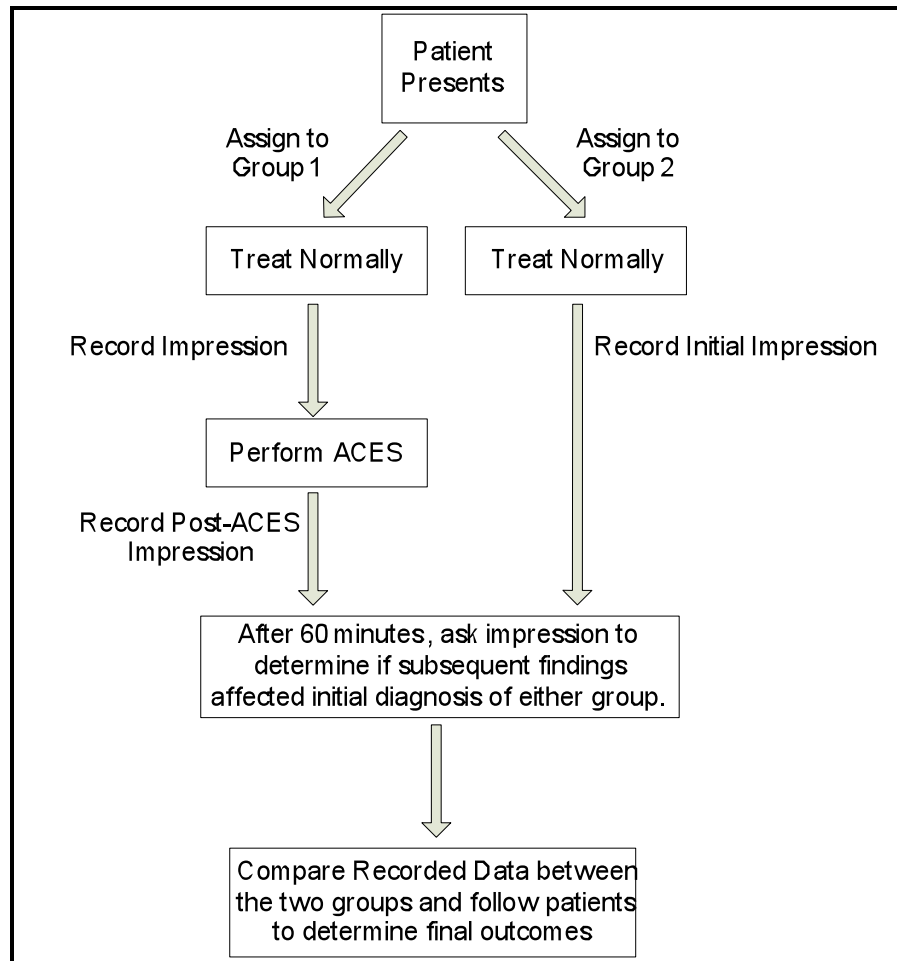 Patient
Presents
Assign to
Group 1
Assign to
Group 2
Treat Normally
Treat Normally
Record Impression
Record Initial Impression
Perform ACES
Record Post-ACES
Impression
After 60 minutes, ask impression to
determine if subsequent findings
affected initial diagnosis of either group.
Compare Recorded Data between
the two groups and follow patients
to determine final outcomes